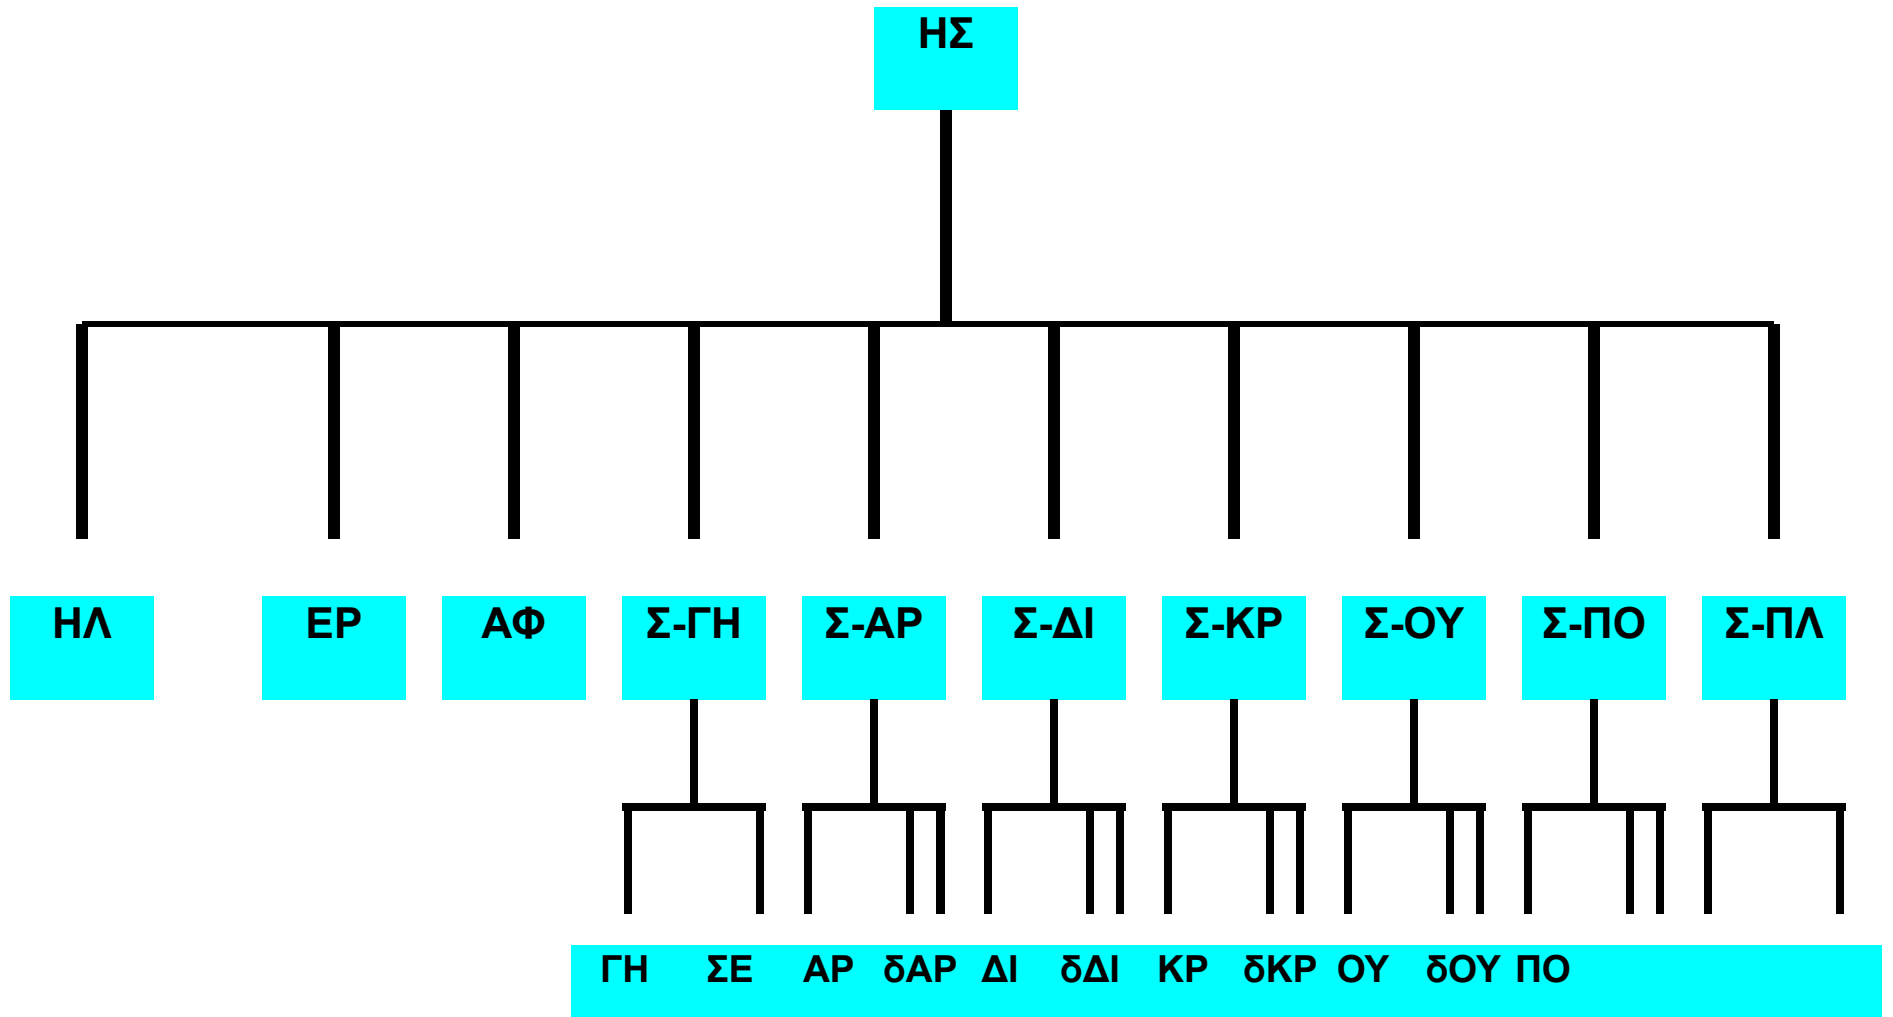 ΗΣ
ΗΛ ΕΡ ΑΦ Σ-ΓΗ Σ-ΑΡ Σ-ΔΙ Σ-ΚΡ Σ-ΟΥ Σ-ΠΟ Σ-ΠΛ
ΓΗ ΣΕ ΑΡ δΑΡ ΔΙ δΔΙ ΚΡ δΚΡ ΟΥ δΟΥ ΠΟ